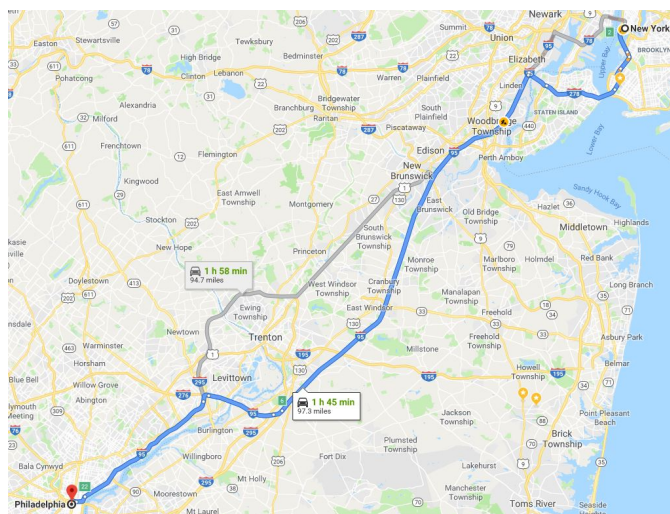 Newark
Summit
New York
Easton
Stewartsville
Tewksbury
Union
Bedminster
High Bridge
Elizabeth
BROOKLYN
Pohatcong
Clinton
Lebanon
Warren
Plainfield
Upper Bay
Linden
Bridgewater
Township
South
Plainfield
STATEN ISLAND
Alexandria
Branchburg
Raritan
Milford
Piscataway
Woodbridge
Township
Lower Bay
Edison
Frenchtown
Flemington
Perth Amboy
New
Brunswick
Kingwood
Sandy Hook Bay
East Amwell
Township
Montgomery
East
Brunswick
Old Bridge
Township
Hazlet
Highlands
Stockton
South
Brunswick
Township
Middletown
New Hope
Princeton
Monroe
Township
Marlboro
Township
Holmdel
Red Bank
1 h 58 min
94.7 miles
Doylestown
West Windsor
Township
Cranbury
Township
Manalapan
Township
Long Branch
Ewing
Township
East Windsor
Freehold
Newtown
Trenton
Freehold
Township
Asbury Park
Warminster
Millstone
Horsham
Belmar
Levittown
Howell
Township
Blue Bell
Willow Grove
1 h 45 min
97.3 miles
Abington
Jackson
Township
Point Pleasant
Beach
Burlington
Brick
Township
Plumsted
Township
Bala Cynwyd
Willingboro
Fort Dix
Lakehurst
Mt Holly
Philadelphia
Moorestown
Manchester
Township
Mt Laurel
Toms River
Seaside